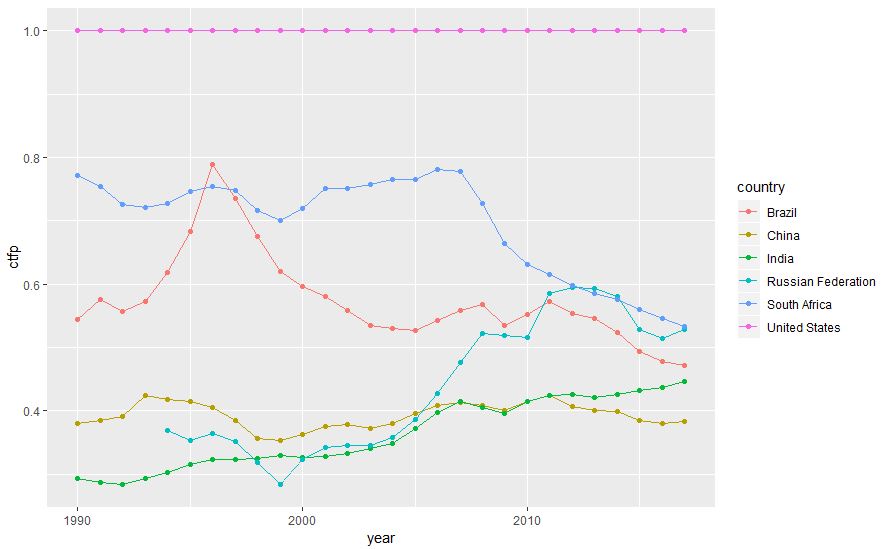 1.0
0.8
0.6
0.4
ctfp
1990
2000
2010
year
country
Brazil
China
India
Russian Federation
South Africa
United States